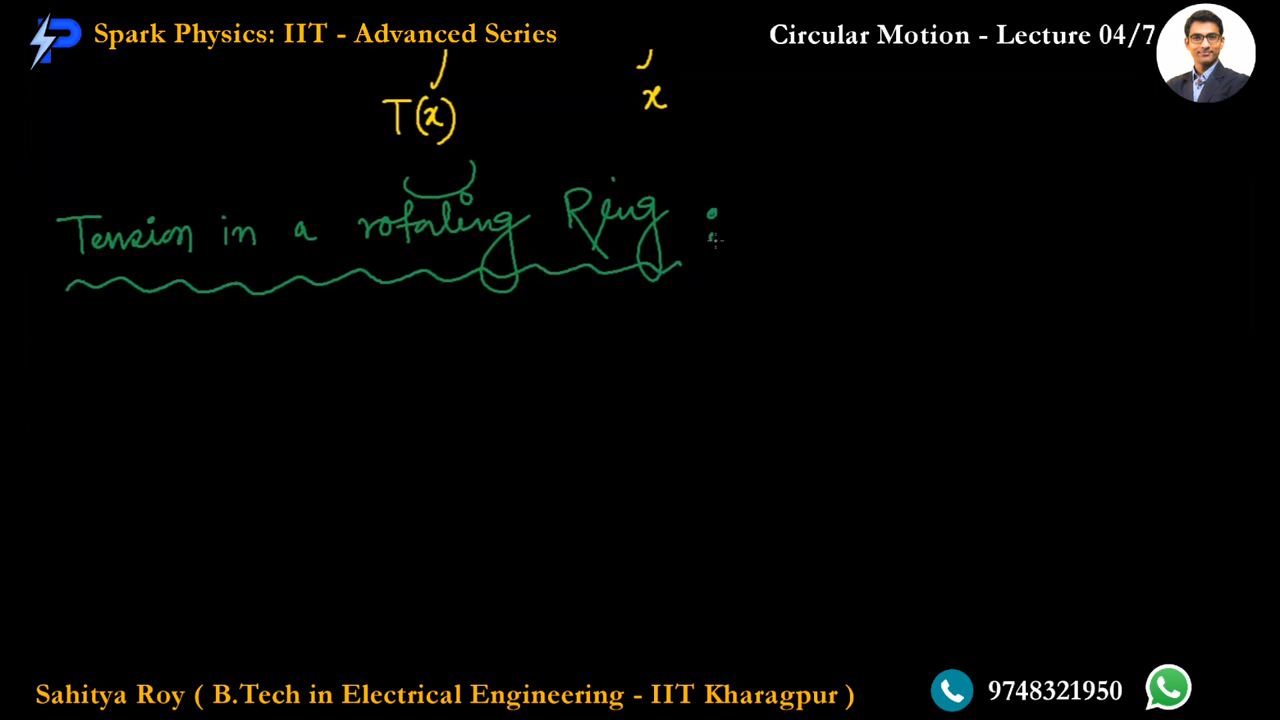 Spark Physics: IIT - Advanced Series
Circular Motion - Lecture 04/7
T(x)
x
Tension in a rotating Ring :
Sahitya Roy ( B.Tech in Electrical Engineering - IIT Kharagpur )
9748321950